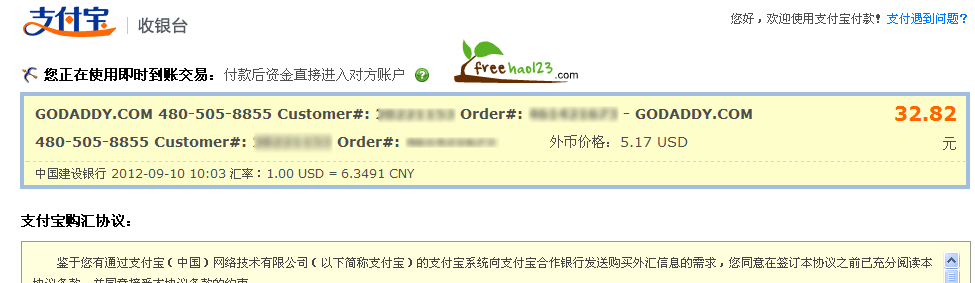 支付宝 收银台
您好，欢迎使用支付宝付款! 支付遇到问题?
freehao123.com
您正在使用即时到账交易： 付款后资金直接进入对方账户 ?
GODADDY.COM 480-505-8855 Customer#: Order#: - GODADDY.COM 32.82
480-505-8855 Customer#: Order#: 外币价格：5.17 USD 元
中国建设银行 2012-09-10 10:03 汇率：1.00 USD = 6.3491 CNY
支付宝购汇协议：
鉴于您有通过支付宝（中国）网络技术有限公司（以下简称支付宝）的支付宝系统向支付宝合作银行发送购买外汇信息的需求，您同意在签订本协议之前已充分阅读本